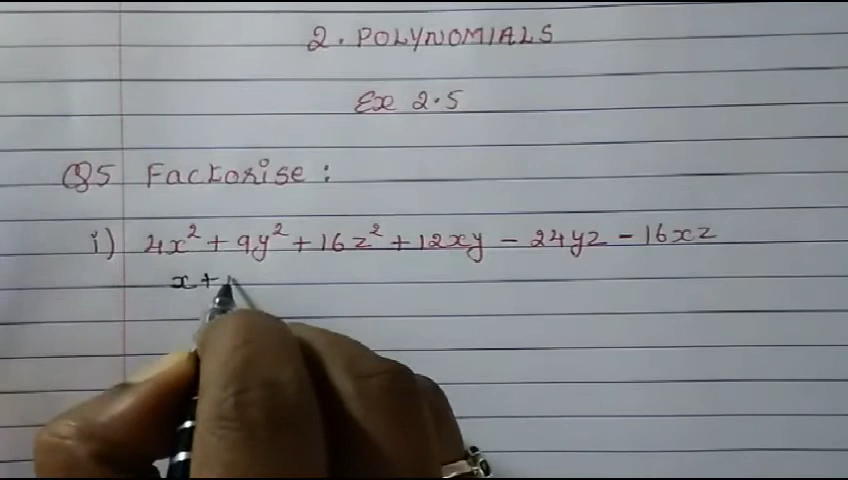 2. POLYNOMIALS
Ex 2.5
Q5 Factorise:
i) 4x² + 9y² + 16z² + 12xy - 24yz - 16xz
x +